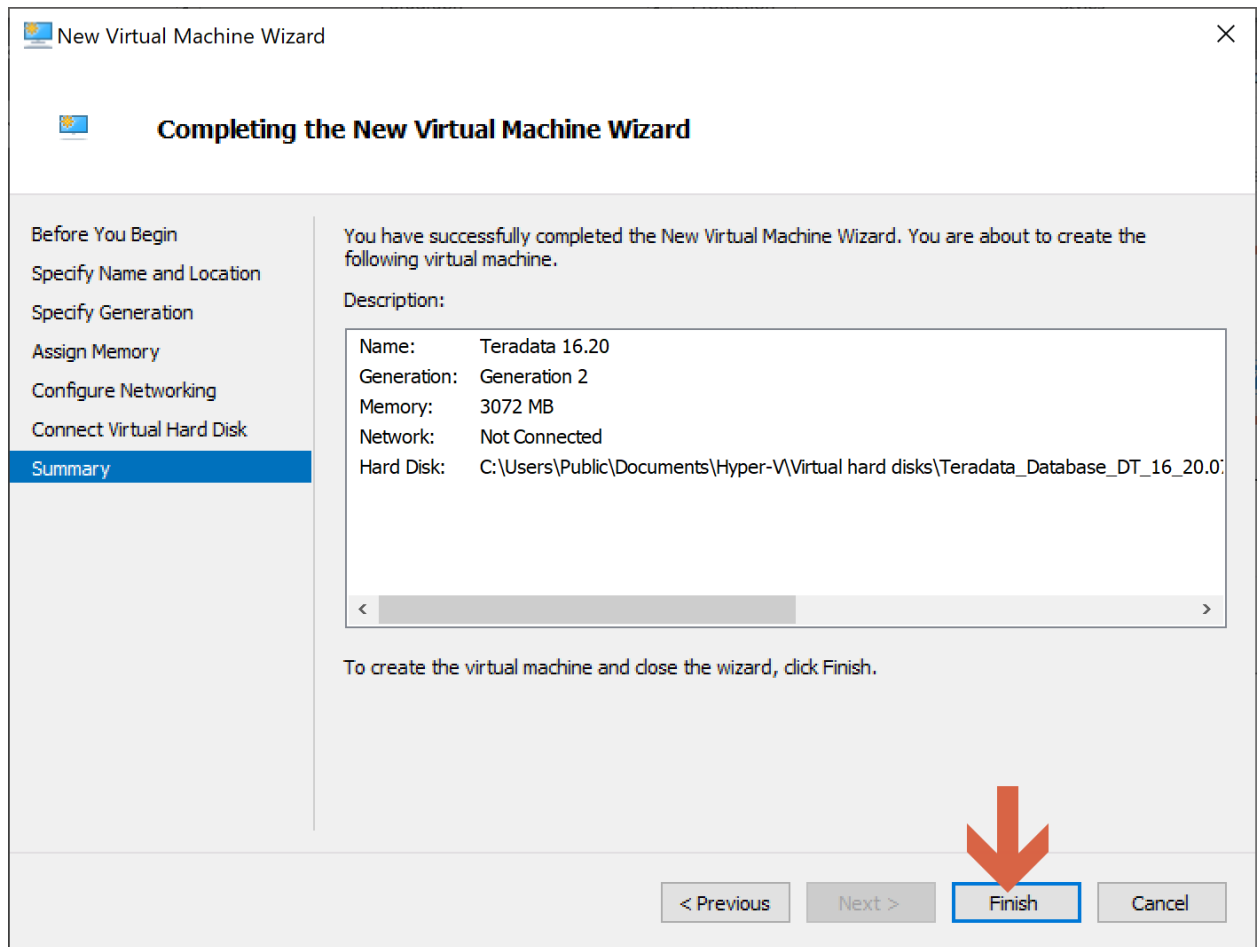 New Virtual Machine Wizard
Completing the New Virtual Machine Wizard
Before You Begin
Specify Name and Location
Specify Generation
Assign Memory
Configure Networking
Connect Virtual Hard Disk
Summary
You have successfully completed the New Virtual Machine Wizard. You are about to create the
following virtual machine.
Description:
Name: Teradata 16.20
Generation: Generation 2
Memory: 3072 MB
Network: Not Connected
Hard Disk: C:\Users\Public\Documents\Hyper-V\Virtual hard disks\Teradata_Database_DT_16_20.0
To create the virtual machine and close the wizard, click Finish.
< Previous
Next >
Finish
Cancel